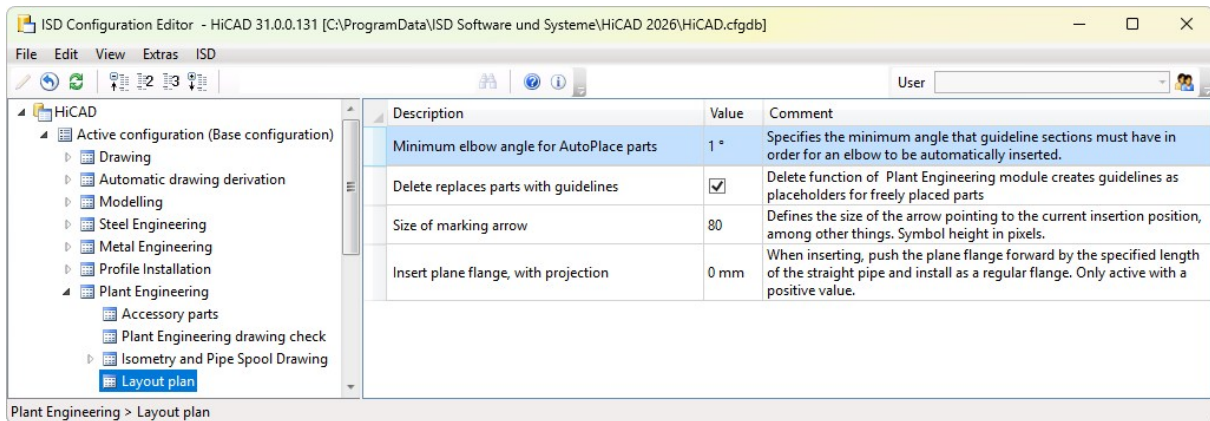 ISD Configuration Editor - HiCAD 31.0.0.131 [C:\ProgramData\ISD Software und Systeme\HiCAD 2026\HiCAD.cfgdb]
File Edit View Extras ISD
2 3 User
HiCAD
Active configuration (Base configuration)
Drawing
Automatic drawing derivation
Modelling
Steel Engineering
Metal Engineering
Profile Installation
Plant Engineering
Accessory parts
Plant Engineering drawing check
Isometry and Pipe Spool Drawing
Layout plan
Description Value Comment
Minimum elbow angle for AutoPlace parts 1 ° Specifies the minimum angle that guideline sections must have in
order for an elbow to be automatically inserted.
Delete replaces parts with guidelines Delete function of Plant Engineering module creates guidelines as
placeholders for freely placed parts
Size of marking arrow 80 Defines the size of the arrow pointing to the current insertion position,
among other things. Symbol height in pixels.
Insert plane flange, with projection 0 mm When inserting, push the plane flange forward by the specified length
of the straight pipe and install as a regular flange. Only active with a
positive value.
Plant Engineering > Layout plan